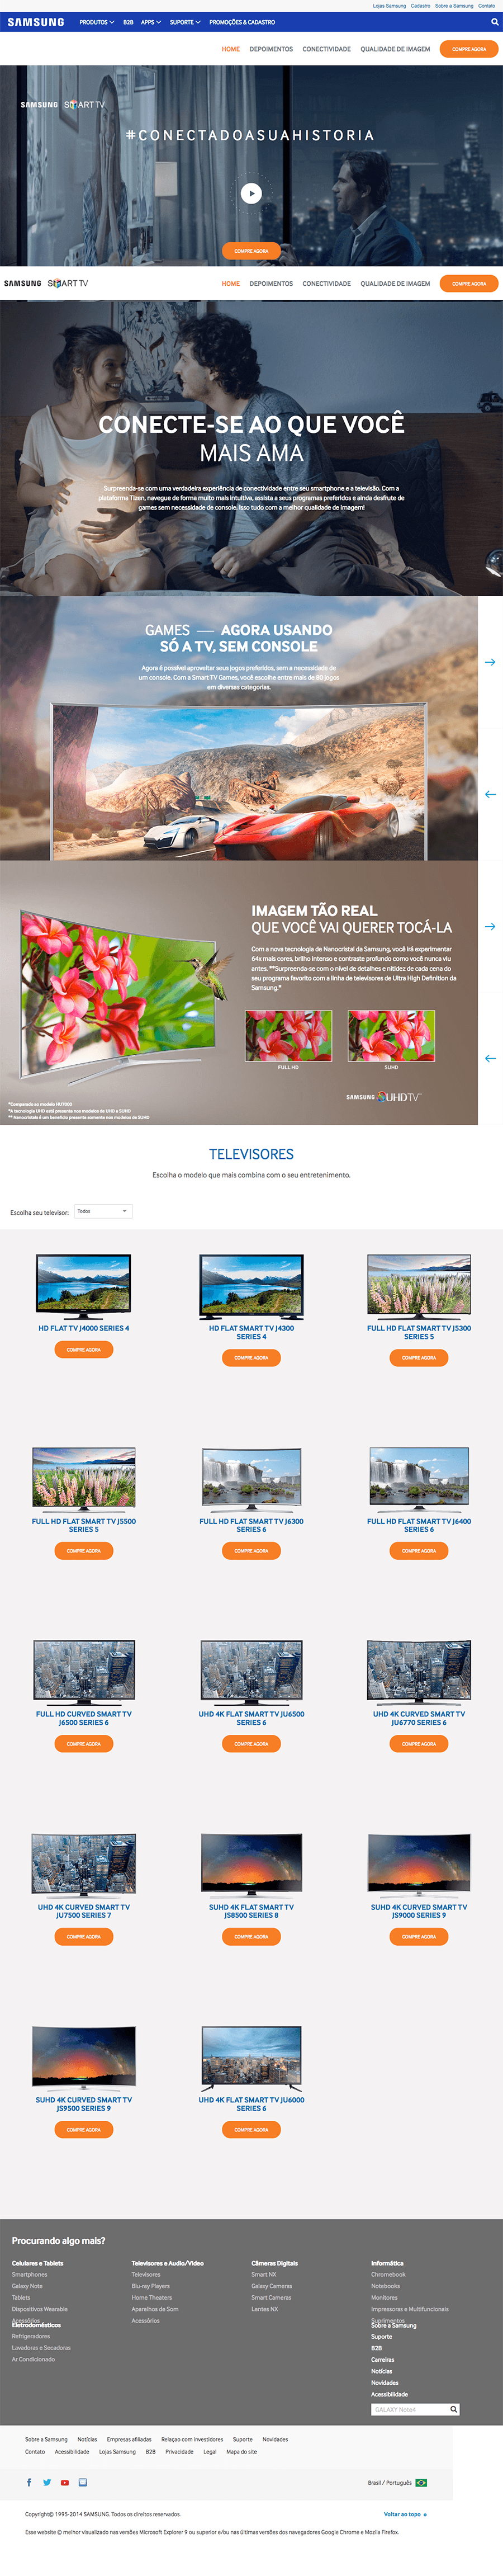 Lojas Samsung Cadastro Sobre a Samsung Contato
SAMSUNG PRODUTOS B2B APPS SUPORTE PROMOÇÕES & CADASTRO
HOME DEPOIMENTOS CONECTIVIDADE QUALIDADE DE IMAGEM COMPRE AGORA
SAMSUNG SMART TV
#CONECTADOASUAHISTORIA
COMPRE AGORA
SAMSUNG SMART TV HOME DEPOIMENTOS CONECTIVIDADE QUALIDADE DE IMAGEM COMPRE AGORA
CONECTE-SE AO QUE VOCÊ
MAIS AMA
Surpreenda-se com uma verdadeira experiência de conectividade entre seu smartphone e a televisão. Com a
plataforma Tizen, navegue de forma muito mais intuitiva, assista a seus programas preferidos e ainda desfrute de
games sem necessidade de console. Isso tudo com a melhor qualidade de imagem!
GAMES — AGORA USANDO
SÓ A TV, SEM CONSOLE
Agora é possível aproveitar seus jogos preferidos, sem a necessidade de
um console. Com a Smart TV Games, você escolhe entre mais de 80 jogos
em diversas categorias.
IMAGEM TÃO REAL
QUE VOCÊ VAI QUERER TOCÁ-LA
Com a nova tecnologia de Nanocristal da Samsung, você irá experimentar
64x mais cores, brilho intenso e contraste profundo como você nunca viu
antes. **Surpreenda-se com o nível de detalhes e nitidez de cada cena do
seu programa favorito com a linha de televisores de Ultra High Definition da
Samsung.*
FULL HD SUHD
SAMSUNG SUHDTV
*Comparado ao modelo HU7000
*A tecnologia UHD está presente nos modelos de UHD e SUHD
** Nanocristais é um benefício presente somente nos modelos de SUHD
TELEVISORES
Escolha o modelo que mais combina com o seu entretenimento.
Escolha seu televisor: Todos
HD FLAT TV J4000 SERIES 4
COMPRE AGORA
HD FLAT SMART TV J4300
SERIES 4
COMPRE AGORA
FULL HD FLAT SMART TV J5300
SERIES 5
COMPRE AGORA
FULL HD FLAT SMART TV J5500
SERIES 5
COMPRE AGORA
FULL HD FLAT SMART TV J6300
SERIES 6
COMPRE AGORA
FULL HD FLAT SMART TV J6400
SERIES 6
COMPRE AGORA
FULL HD CURVED SMART TV
J6500 SERIES 6
COMPRE AGORA
UHD 4K FLAT SMART TV JU6500
SERIES 6
COMPRE AGORA
UHD 4K CURVED SMART TV
JU6770 SERIES 6
COMPRE AGORA
UHD 4K CURVED SMART TV
JU7500 SERIES 7
COMPRE AGORA
SUHD 4K FLAT SMART TV
JS8500 SERIES 8
COMPRE AGORA
SUHD 4K CURVED SMART TV
JS9000 SERIES 9
COMPRE AGORA
SUHD 4K CURVED SMART TV
JS9500 SERIES 9
COMPRE AGORA
UHD 4K FLAT SMART TV JU6000
SERIES 6
COMPRE AGORA
Procurando algo mais?
Celulares e Tablets
Smartphones
Galaxy Note
Tablets
Dispositivos Wearable
Acessórios
Eletrodomésticos
Refrigeradores
Lavadoras e Secadoras
Ar Condicionado
Televisores e Audio/Video
Televisores
Blu-ray Players
Home Theaters
Aparelhos de Som
Acessórios
Câmeras Digitais
Smart NX
Galaxy Cameras
Smart Cameras
Lentes NX
Informática
Chromebook
Notebooks
Monitores
Impressoras e Multifuncionais
Suprimentos
Sobre a Samsung
Suporte
B2B
Carreiras
Notícias
Novidades
Acessibilidade
GALAXY Note4
Sobre a Samsung Notícias Empresas afiliadas Relaçao com investidores Suporte Novidades
Contato Acessibilidade Lojas Samsung B2B Privacidade Legal Mapa do site
Brasil / Português
Copyright© 1995-2014 SAMSUNG. Todos os direitos reservados. Voltar ao topo
Esse website © melhor visualizado nas versões Microsoft Explorer 9 ou superior e/ou nas últimas versões dos navegadores Google Chrome e Mozilla Firefox.